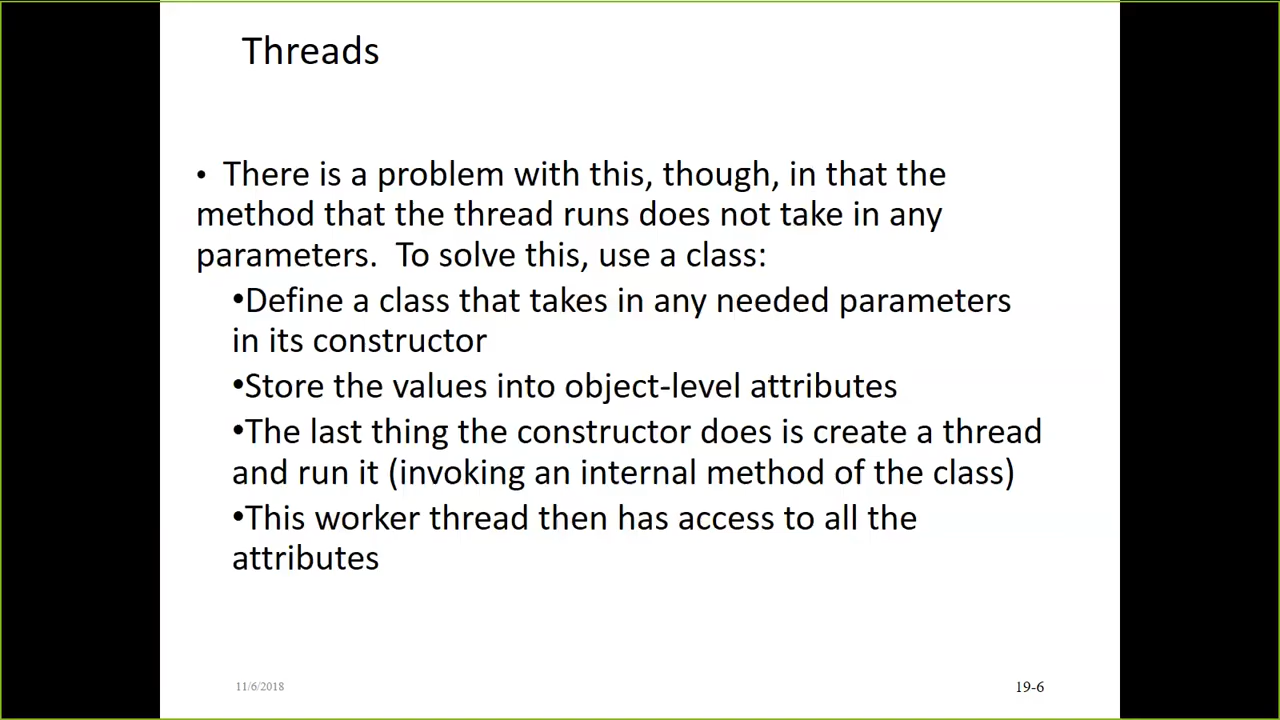 Threads
• There is a problem with this, though, in that the
method that the thread runs does not take in any
parameters.  To solve this, use a class:
•Define a class that takes in any needed parameters
in its constructor
•Store the values into object-level attributes
•The last thing the constructor does is create a thread
and run it (invoking an internal method of the class)
•This worker thread then has access to all the
attributes
11/6/2018
19-6